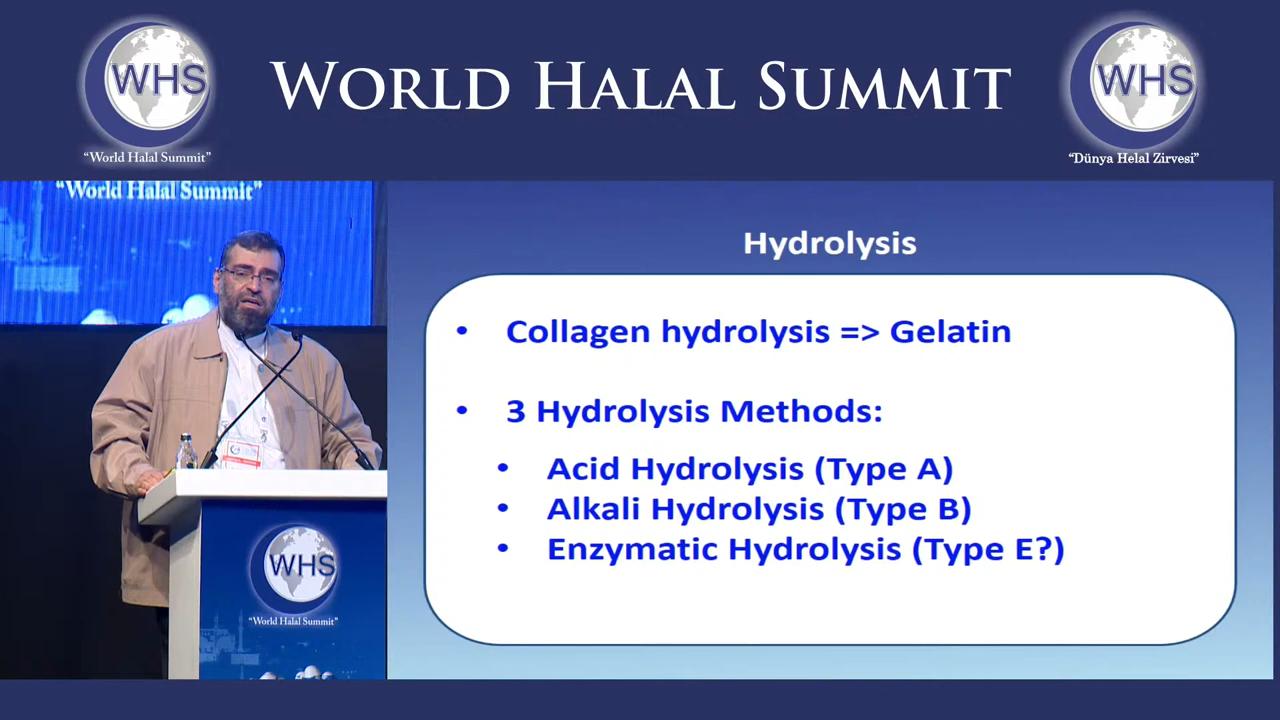 WHS
"World Halal Summit"
WORLD HALAL SUMMIT
WHS
"Dünya Helal Zirvesi"
"World Halal Summit"
Hydrolysis
• Collagen hydrolysis => Gelatin
• 3 Hydrolysis Methods:
• Acid Hydrolysis (Type A)
• Alkali Hydrolysis (Type B)
• Enzymatic Hydrolysis (Type E?)
WHS
"World Halal Summit"